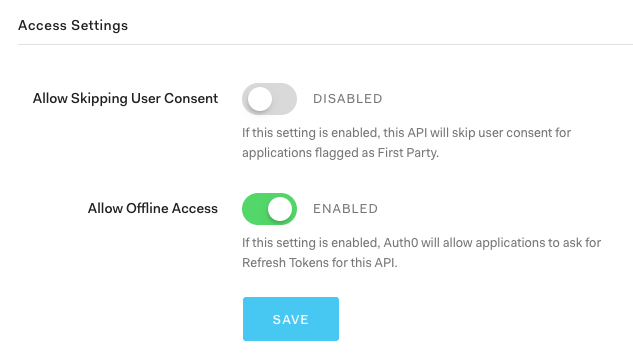 Access Settings
Allow Skipping User Consent
DISABLED
If this setting is enabled, this API will skip user consent for
applications flagged as First Party.
Allow Offline Access
ENABLED
If this setting is enabled, Auth0 will allow applications to ask for
Refresh Tokens for this API.
SAVE